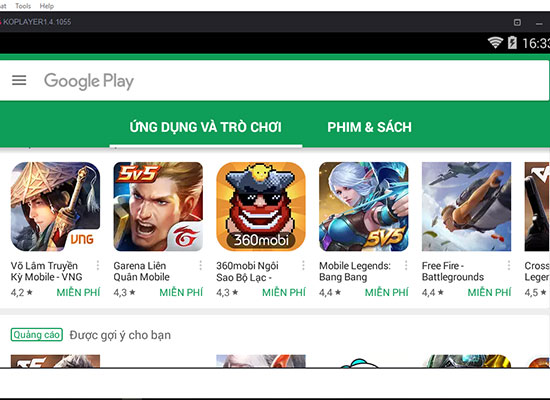 Tools Help
KOPLAYER1.4.1055
16:33
Google Play
ỨNG DỤNG VÀ TRÒ CHƠI PHIM & SÁCH
VNG
5v5
Garena
360mobi
5V5
Võ Lâm Truyền
Kỳ Mobile - VNG
4,2 ★ MIỄN PHÍ
Garena Liên
Quân Mobile
4,3 ★ MIỄN PHÍ
360mobi Ngôi
Sao Bộ Lạc -
4,3 ★ MIỄN PHÍ
Mobile Legends:
Bang Bang
4,4 ★ MIỄN PHÍ
Free Fire -
Battlegrounds
4,4 ★ MIỄN PHÍ
Cross
Legen
4,5 ★
Quảng cáo Được gợi ý cho bạn